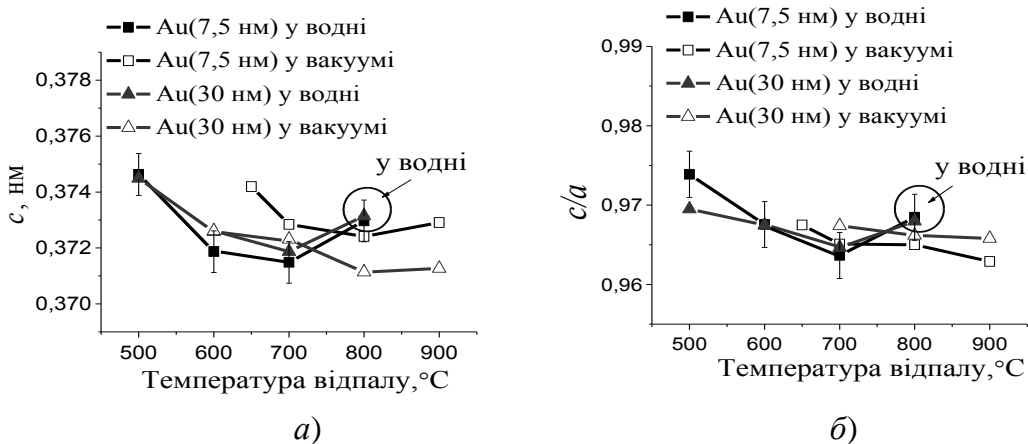 Au(7,5 нм) у водні
Au(7,5 нм) у вакуумі
Au(30 нм) у водні
Au(30 нм) у вакуумі
у водні
c, нм
0,378
0,376
0,374
0,372
0,370
500 600 700 800 900
Температура відпалу,°C
а)
Au(7,5 нм) у водні
Au(7,5 нм) у вакуумі
Au(30 нм) у водні
Au(30 нм) у вакуумі
у водні
c/a
0,99
0,98
0,97
0,96
500 600 700 800 900
Температура відпалу,°C
б)